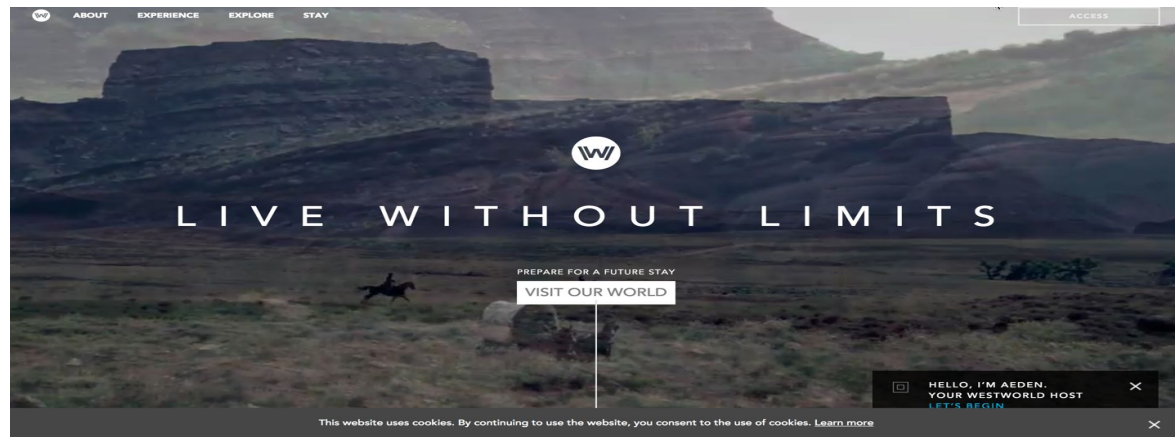 W ABOUT EXPERIENCE EXPLORE STAY ACCESS
W
LIVE WITHOUT LIMITS
PREPARE FOR A FUTURE STAY
VISIT OUR WORLD
HELLO, I'M AEDEN.
YOUR WESTWORLD HOST
LET'S BEGIN
This website uses cookies. By continuing to use the website, you consent to the use of cookies. Learn more